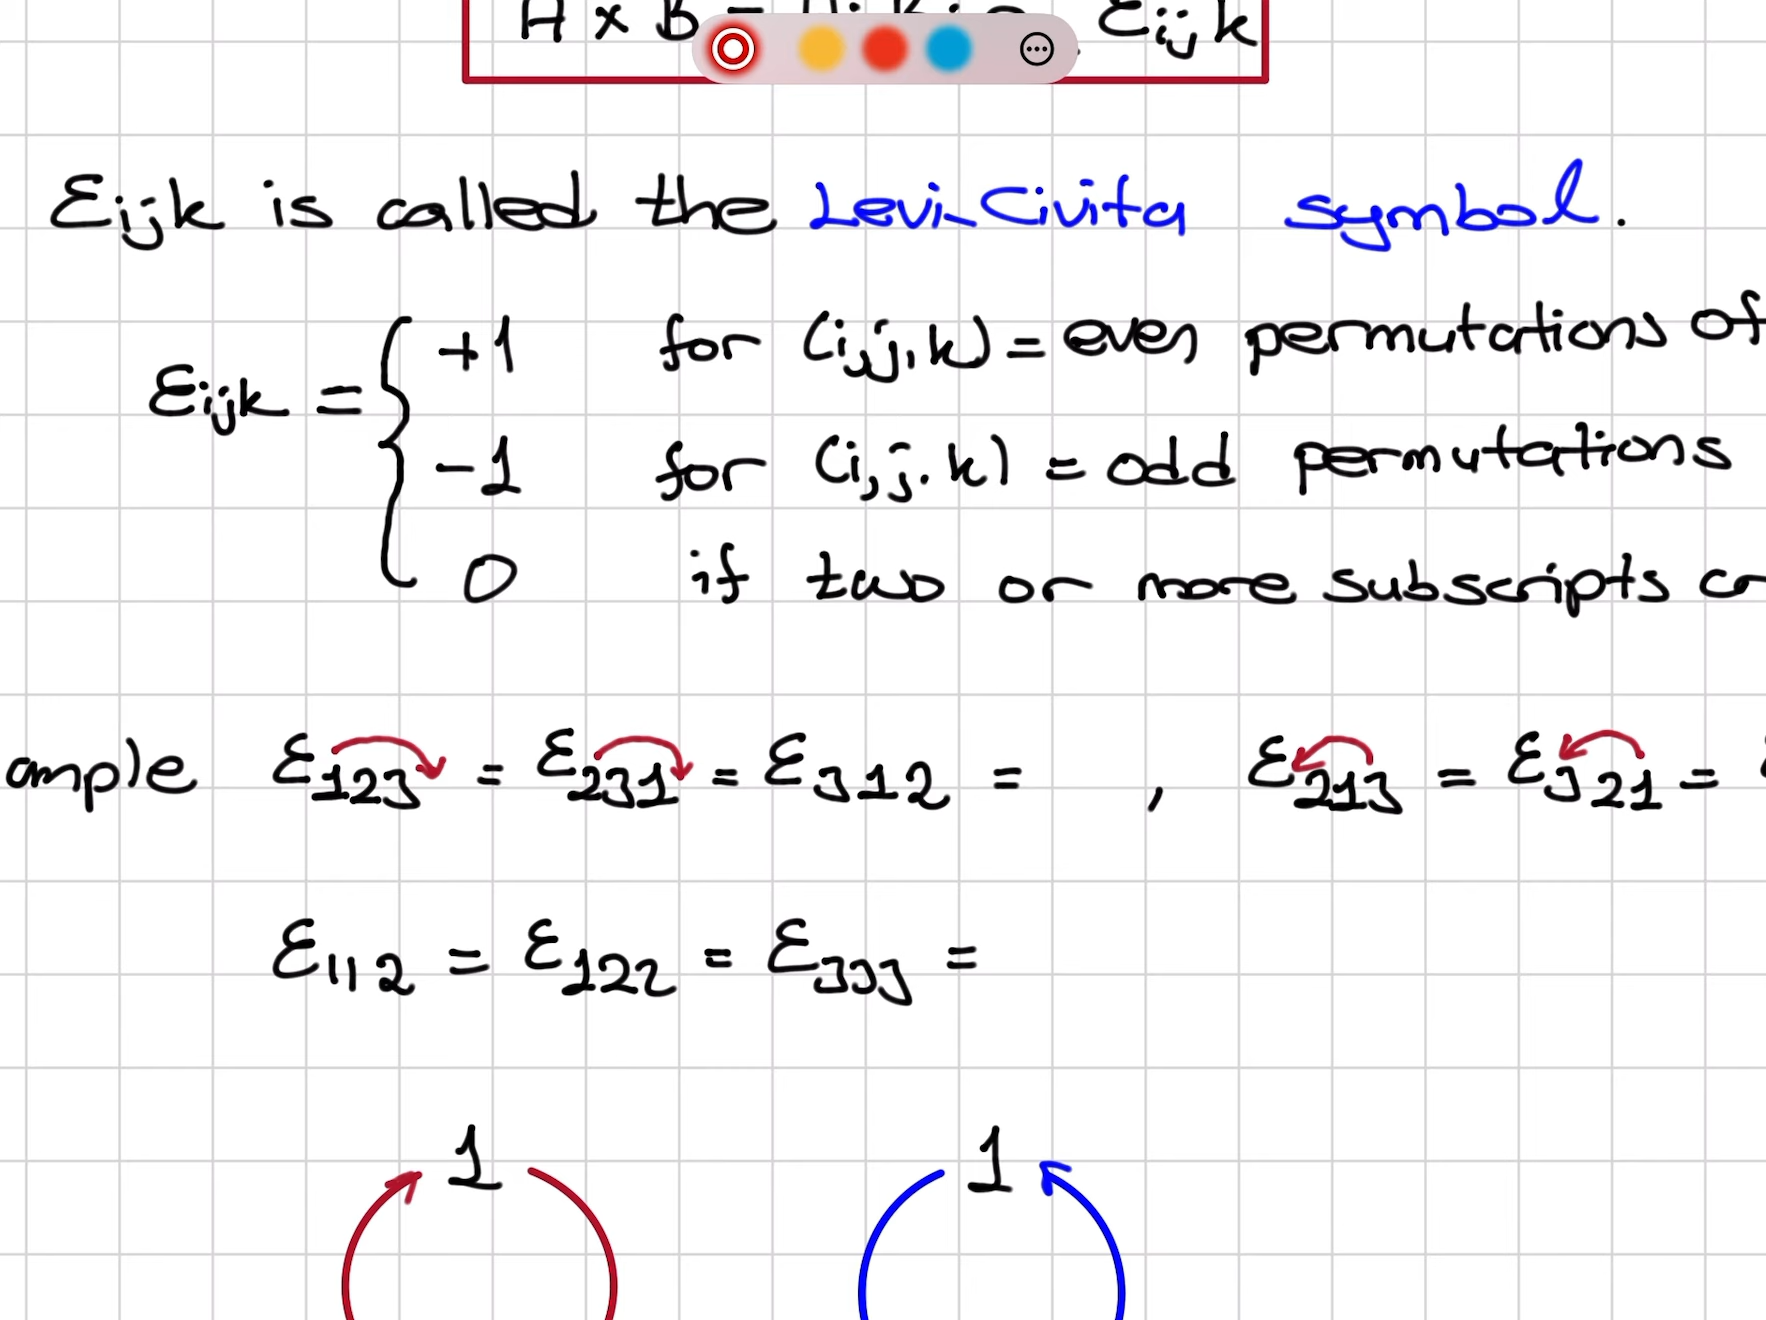 A × B = εijk
εijk is called the Levi-Civita symbol.
εijk = { +1 for (i,j,k) = even permutations of
-1 for (i,j.k) = odd permutations
0 if two or more subscripts
ample ε123 = ε231 = ε312 = , ε213 = ε321 =
ε112 = ε122 = ε333 =
1 1